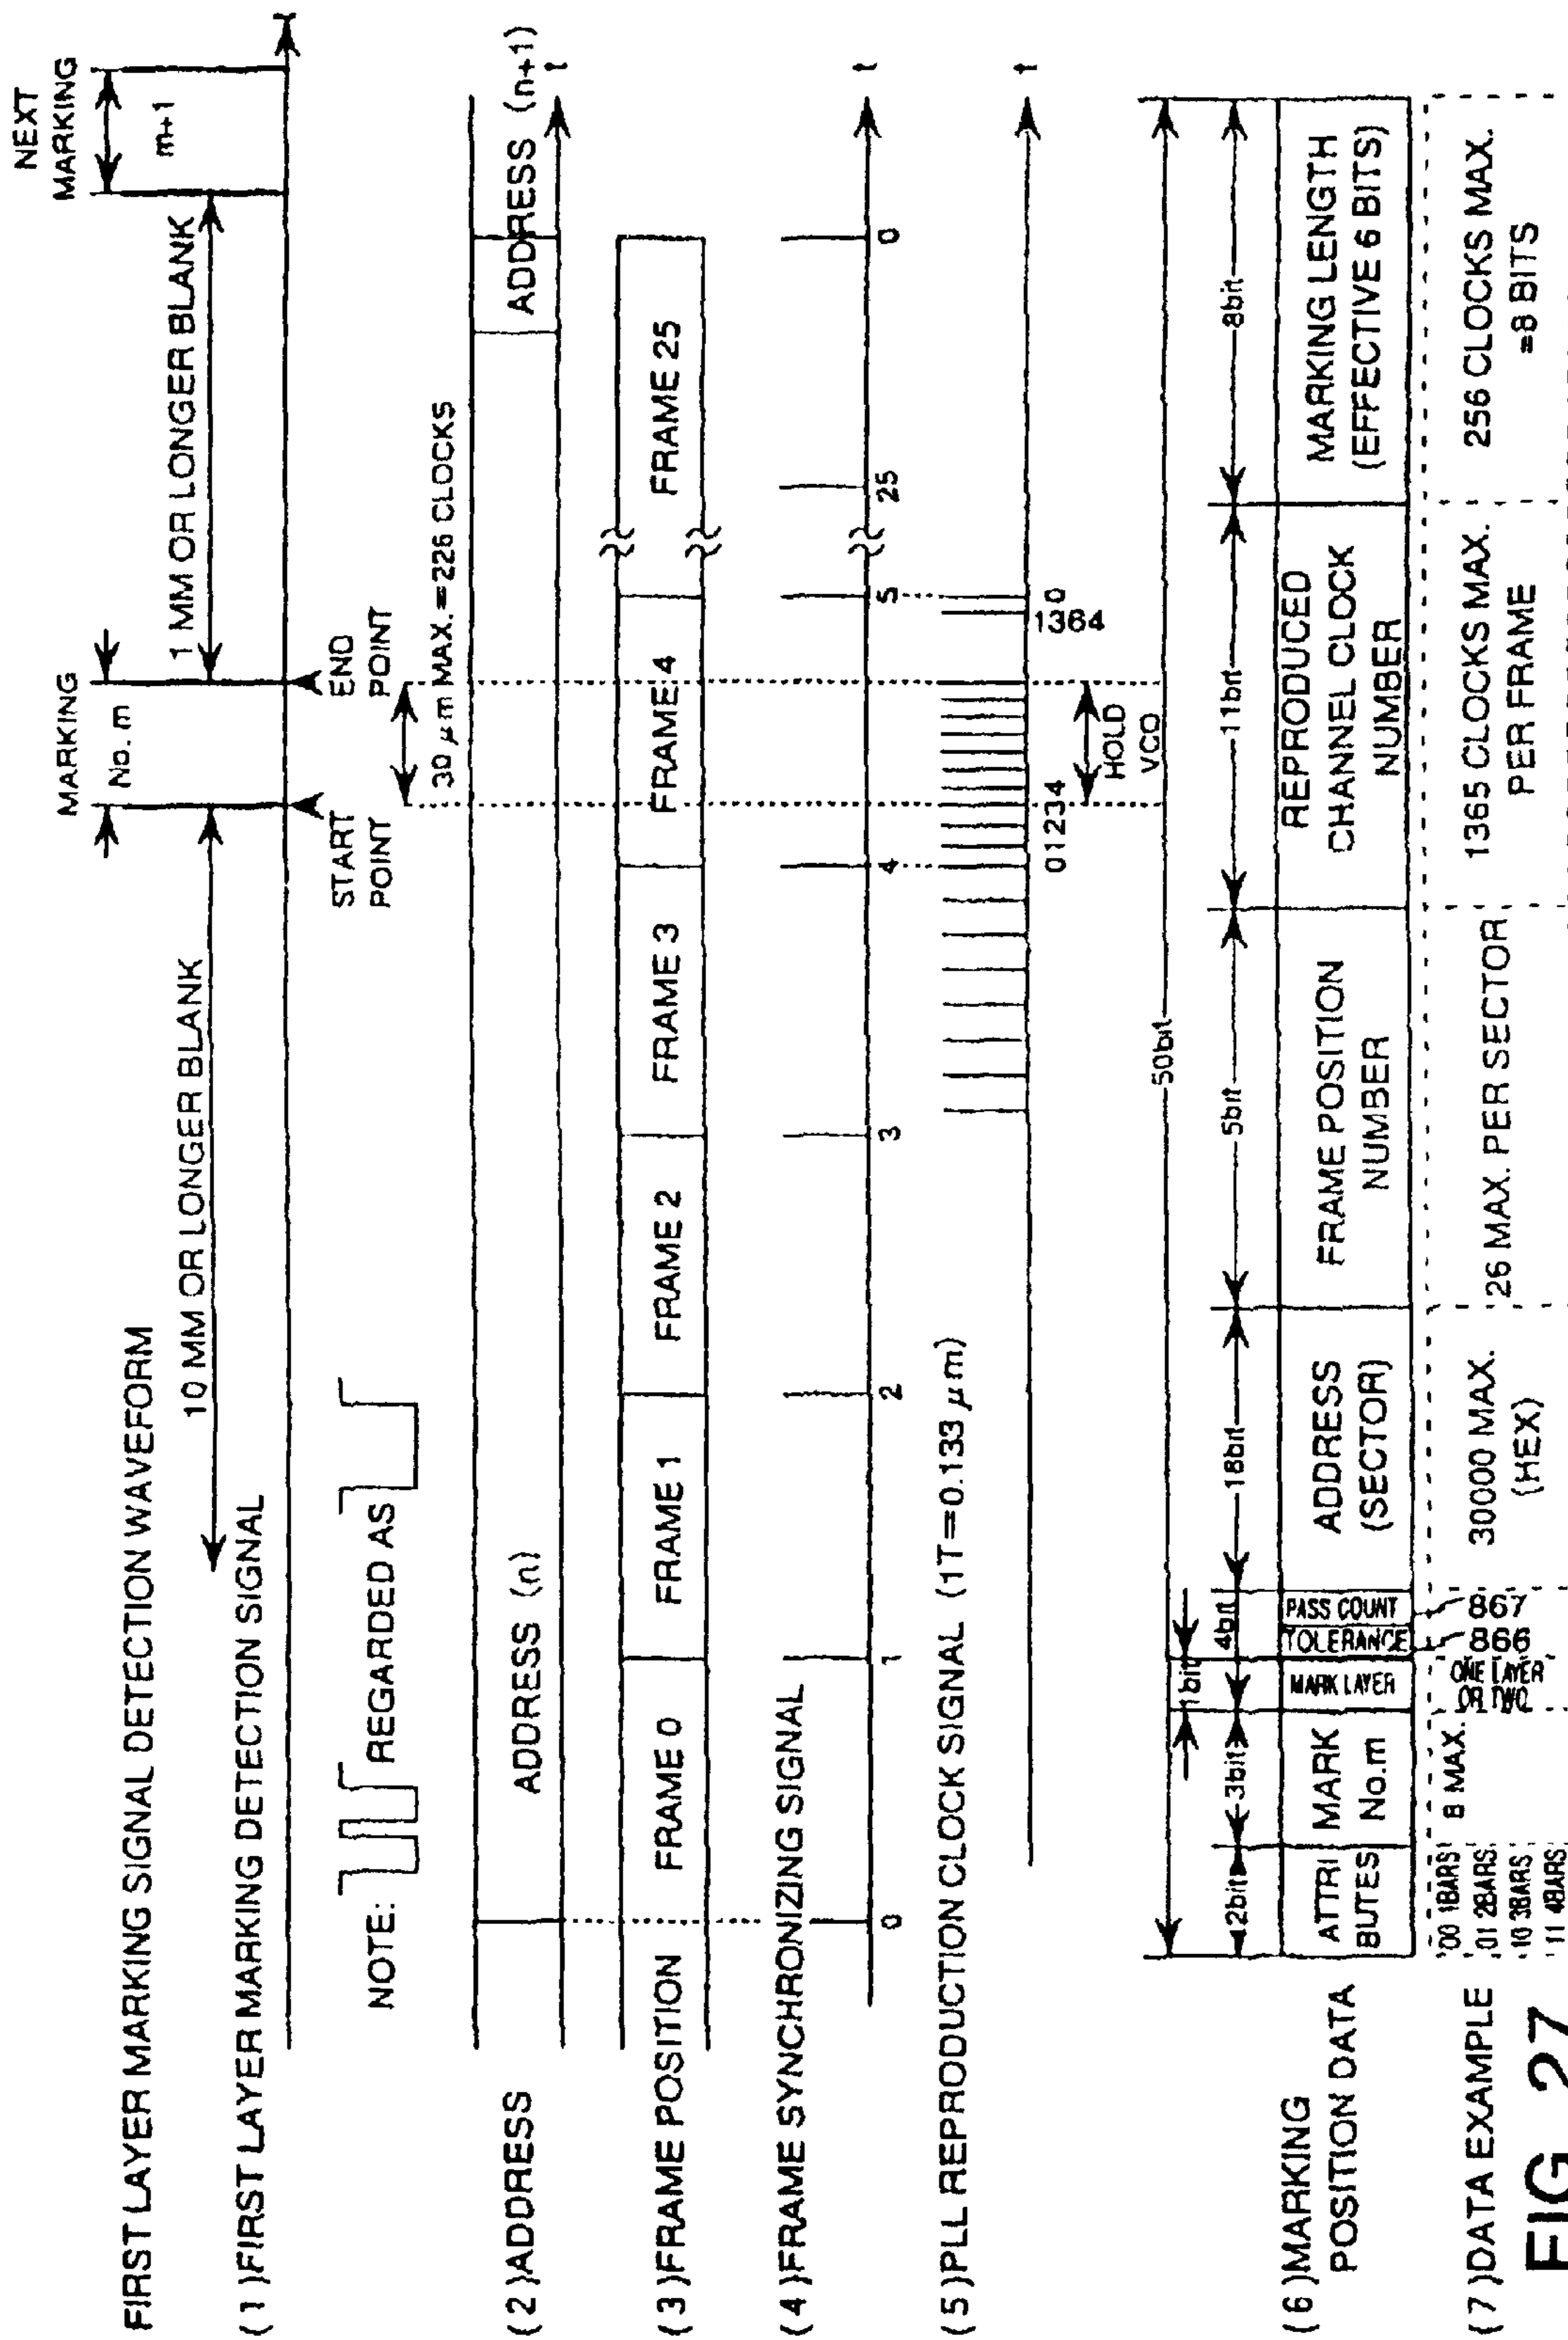 FIRST LAYER MARKING SIGNAL DETECTION WAVEFORM
MARKING
NEXT
MARKING
No. m
m+1
10 MM OR LONGER BLANK
1 MM OR LONGER BLANK
(1)FIRST LAYER MARKING DETECTION SIGNAL
t
START
POINT
END
POINT
NOTE:
REGARDED AS
30 μm MAX.=226 CLOCKS
(2)ADDRESS
ADDRESS (n)
ADDRESS (n+1)
t
(3)FRAME POSITION
FRAME 0
FRAME 1
FRAME 2
FRAME 3
FRAME 4
FRAME 25
(4)FRAME SYNCHRONIZING SIGNAL
t
0
1
2
3
4
5
25
0
(5)PLL REPRODUCTION CLOCK SIGNAL (1T=0.133 μm)
t
01234
1364
0
HOLD
VCO
50bit
1bit
2bit
3bit
4bit
18bit
5bit
11bit
8bit
(6)MARKING
POSITION DATA
ATTRI
BUTES
MARK
No.m
MARK LAYER
TOLERANCE
PASS COUNT
ADDRESS
(SECTOR)
FRAME POSITION
NUMBER
REPRODUCED
CHANNEL CLOCK
NUMBER
MARKING LENGTH
(EFFECTIVE 6 BITS)
(7)DATA EXAMPLE
00 1BARS
01 2BARS
10 3BARS
11 4BARS
8 MAX.
ONE LAYER
OR TWO
866
867
30000 MAX.
(HEX)
26 MAX. PER SECTOR
1365 CLOCKS MAX.
PER FRAME
256 CLOCKS MAX.
=8 BITS
FIG. 27